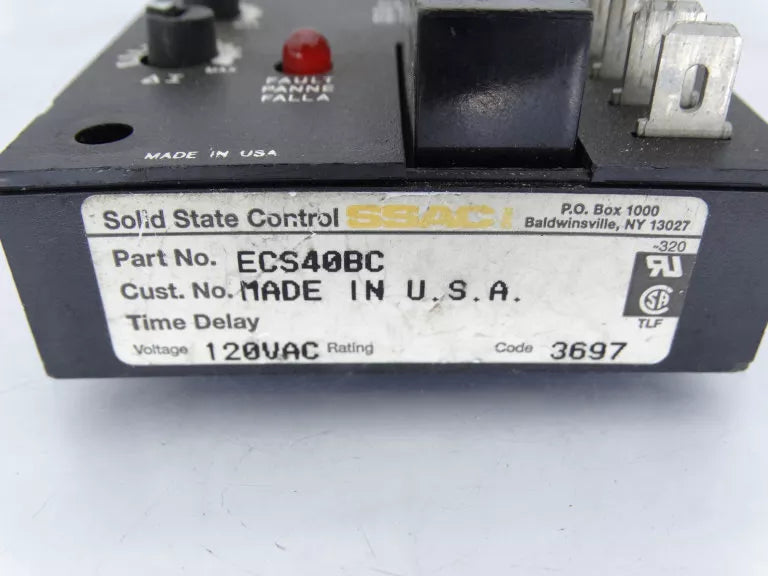 MAX
FAULT
PANNE
FALLA
MADE IN USA
Solid State Control SSAC
P.O. Box 1000
Baldwinsville, NY 13027
Part No. ECS40BC
~320
Cust. No. MADE IN U.S.A.
Time Delay
TLF
Voltage 120VAC Rating Code 3697